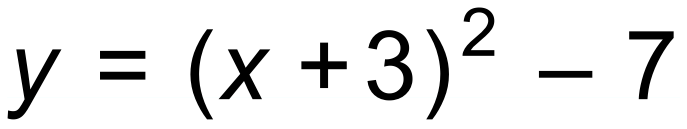 y = (x + 3)² – 7